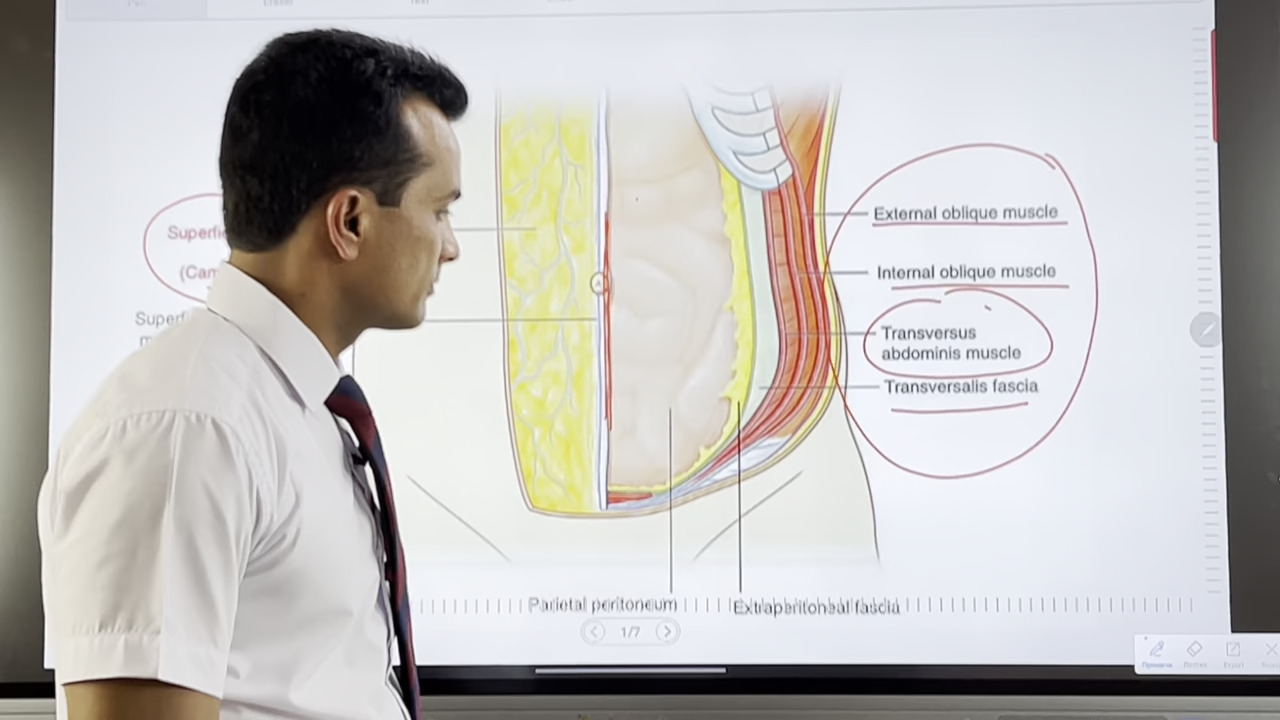 Superfi
(Cam
Superf
External oblique muscle
Internal oblique muscle
Transversus
abdominis muscle
Transversalis fascia
A
Parietal peritoneum
Extraperitoneal fascia
1/7
Export